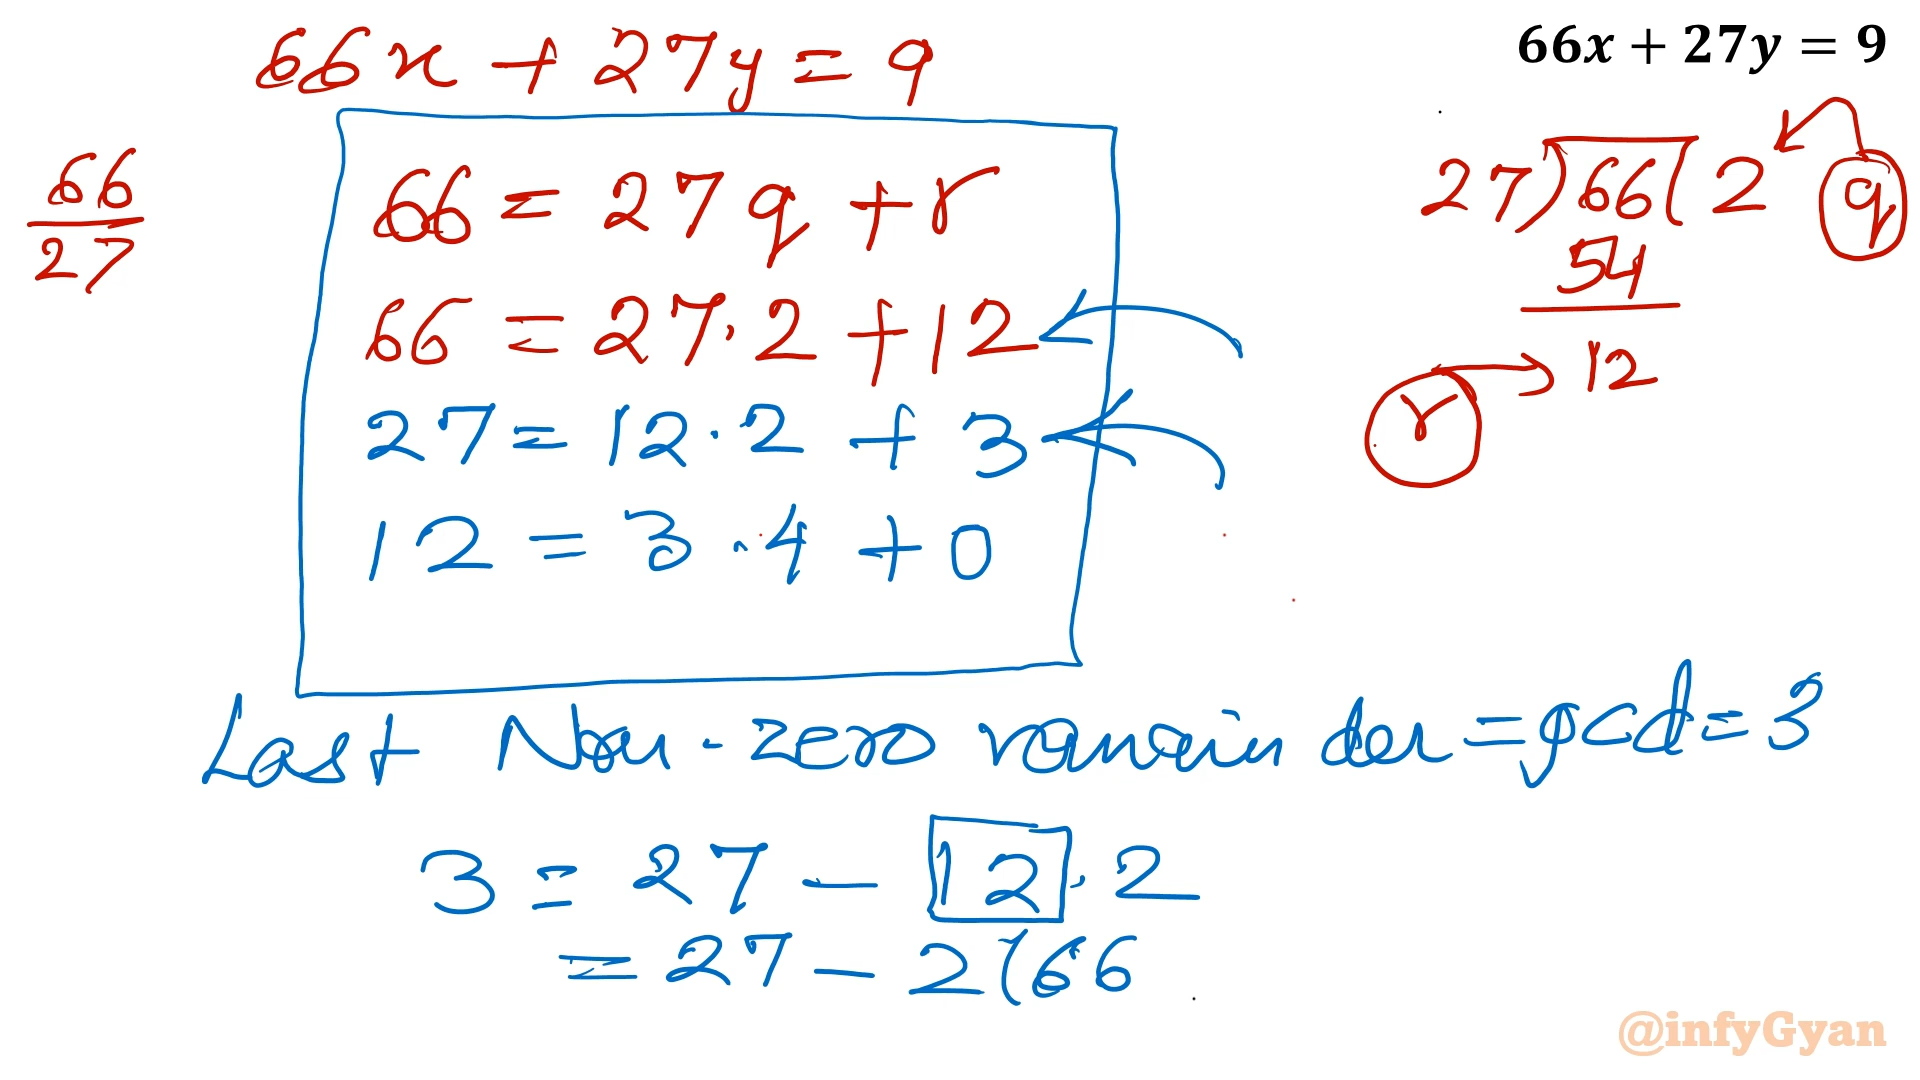 66x + 27y = 9
66x + 27y = 9
66/27
66 = 27q + r
66 = 27.2 + 12
27 = 12.2 + 3
12 = 3.4 + 0
27)66(2 q
54
r 12
Last Non-zero remainder = gcd = 3
3 = 27 - 12.2
= 27 - 2(66
@infyGyan